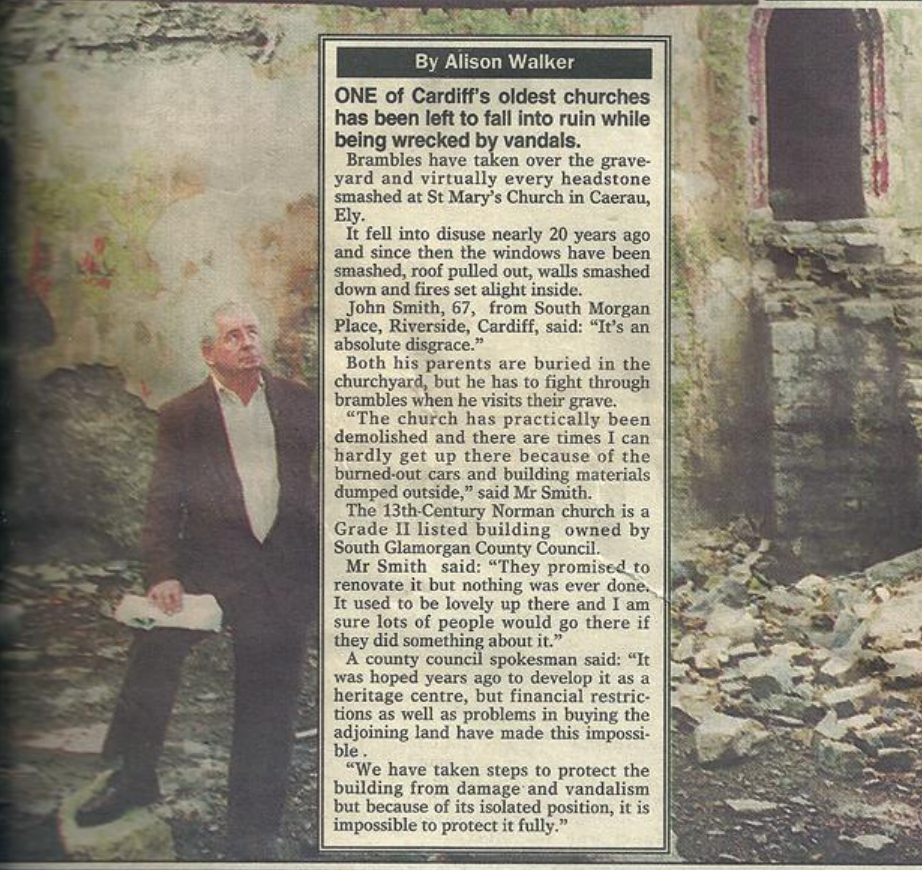 By Alison Walker
ONE of Cardiff's oldest churches
has been left to fall into ruin while
being wrecked by vandals.
Brambles have taken over the grave-
yard and virtually every headstone
smashed at St Mary's Church in Caerau,
Ely.
It fell into disuse nearly 20 years ago
and since then the windows have been
smashed, roof pulled out, walls smashed
down and fires set alight inside.
John Smith, 67, from South Morgan
Place, Riverside, Cardiff, said: “It's an
absolute disgrace.”
Both his parents are buried in the
churchyard, but he has to fight through
brambles when he visits their grave.
“The church has practically been
demolished and there are times I can
hardly get up there because of the
burned-out cars and building materials
dumped outside,” said Mr Smith.
The 13th-Century Norman church is a
Grade II listed building owned by
South Glamorgan County Council.
Mr Smith said: “They promised to
renovate it but nothing was ever done.
It used to be lovely up there and I am
sure lots of people would go there if
they did something about it.”
A county council spokesman said: “It
was hoped years ago to develop it as a
heritage centre, but financial restric-
tions as well as problems in buying the
adjoining land have made this impossi-
ble .
“We have taken steps to protect the
building from damage and vandalism
but because of its isolated position, it is
impossible to protect it fully.”